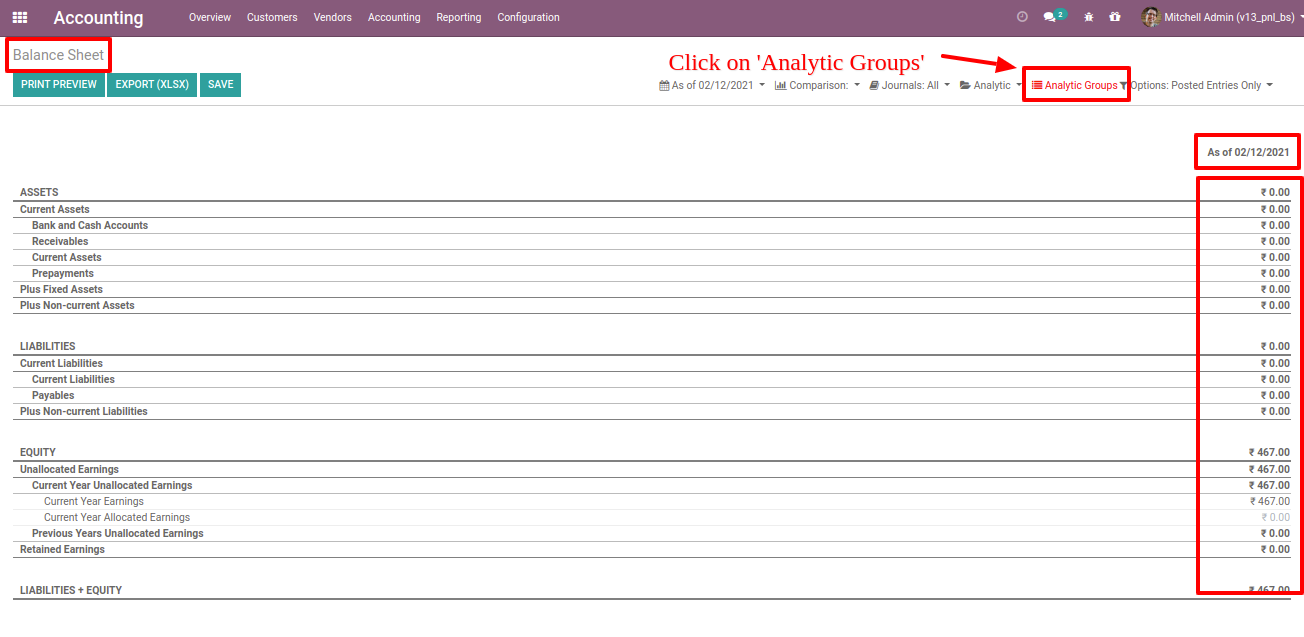 Accounting Overview Customers Vendors Accounting Reporting Configuration 2 Mitchell Admin (v13_pnl_bs)
Balance Sheet
Click on 'Analytic Groups'
PRINT PREVIEW EXPORT (XLSX) SAVE As of 02/12/2021 Comparison: Journals: All Analytic Analytic Groups Options: Posted Entries Only
As of 02/12/2021
ASSETS ₹ 0.00
Current Assets ₹ 0.00
Bank and Cash Accounts ₹ 0.00
Receivables ₹ 0.00
Current Assets ₹ 0.00
Prepayments ₹ 0.00
Plus Fixed Assets ₹ 0.00
Plus Non-current Assets ₹ 0.00
LIABILITIES ₹ 0.00
Current Liabilities ₹ 0.00
Current Liabilities ₹ 0.00
Payables ₹ 0.00
Plus Non-current Liabilities ₹ 0.00
EQUITY ₹ 467.00
Unallocated Earnings ₹ 467.00
Current Year Unallocated Earnings ₹ 467.00
Current Year Earnings ₹ 467.00
Current Year Allocated Earnings ₹ 0.00
Previous Years Unallocated Earnings ₹ 0.00
Retained Earnings ₹ 0.00
LIABILITIES + EQUITY ₹ 467.00